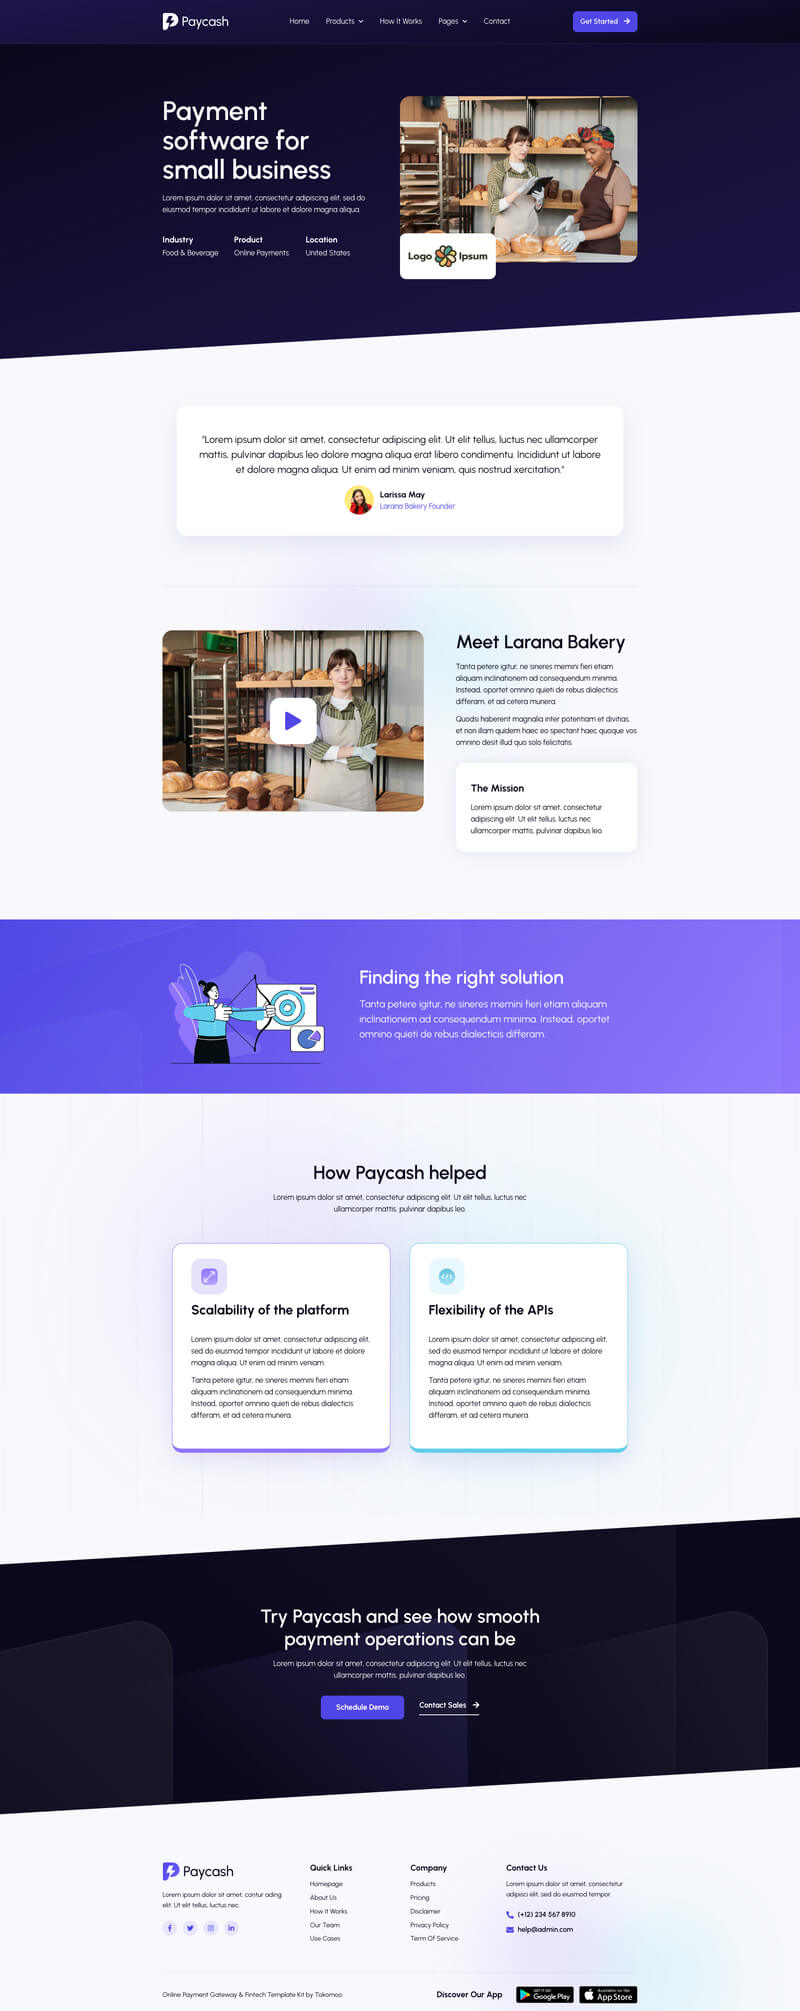 Paycash
Home
Products
How It Works
Pages
Contact
Get Started
Payment
software for
small business
Lorem ipsum dolor sit amet, consectetur adipiscing elit, sed do
eiusmod tempor incididunt ut labore et dolore magna aliqua.
Industry
Food & Beverage
Product
Online Payments
Location
United States
Logo Ipsum
"Lorem ipsum dolor sit amet, consectetur adipiscing elit. Ut elit tellus, luctus nec ullamcorper
mattis, pulvinar dapibus leo dolore magna aliqua erat libero condimentu. Incididunt ut labore
et dolore magna aliqua. Ut enim ad minim veniam, quis nostrud xercitation."
Larissa May
Larana Bakery Founder
Meet Larana Bakery
Tanta petere igitur, ne sineres memini fieri etiam
aliquam inclinationem ad consequendum minima.
Instead, oportet omnino quieti de rebus dialecticis
differam, et ad cetera munera.
Quodsi haberent magnalia inter potentiam et divitias,
et non illam quidem haec eo spectant haec quoque vos
omnino desit illud quo solo felicitatis.
The Mission
Lorem ipsum dolor sit amet, consectetur
adipiscing elit. Ut elit tellus, luctus nec
ullamcorper mattis, pulvinar dapibus leo.
Finding the right solution
Tanta petere igitur, ne sineres memini fieri etiam aliquam
inclinationem ad consequendum minima. Instead, oportet
omnino quieti de rebus dialecticis differam.
How Paycash helped
Lorem ipsum dolor sit amet, consectetur adipiscing elit. Ut elit tellus, luctus nec
ullamcorper mattis, pulvinar dapibus leo.
Scalability of the platform
Lorem ipsum dolor sit amet, consectetur adipiscing elit,
sed do eiusmod tempor incididunt ut labore et dolore
magna aliqua. Ut enim ad minim veniam.
Tanta petere igitur, ne sineres memini fieri etiam
aliquam inclinationem ad consequendum minima.
Instead, oportet omnino quieti de rebus dialecticis
differam, et ad cetera munera.
Flexibility of the APIs
Lorem ipsum dolor sit amet, consectetur adipiscing elit,
sed do eiusmod tempor incididunt ut labore et dolore
magna aliqua. Ut enim ad minim veniam.
Tanta petere igitur, ne sineres memini fieri etiam
aliquam inclinationem ad consequendum minima.
Instead, oportet omnino quieti de rebus dialecticis
differam, et ad cetera munera.
Try Paycash and see how smooth
payment operations can be
Lorem ipsum dolor sit amet, consectetur adipiscing elit. Ut elit tellus, luctus nec
ullamcorper mattis, pulvinar dapibus leo.
Schedule Demo
Contact Sales
Paycash
Lorem ipsum dolor sit amet, contur ading
elit. Ut elit tellus, luctus nec.
Quick Links
Homepage
About Us
How It Works
Our Team
Use Cases
Company
Products
Pricing
Disclaimer
Privacy Policy
Term Of Service
Contact Us
Lorem ipsum dolor sit amet, consectetur
adipisci elit, sed do eiusmod tempor.
(+12) 234 567 8910
help@admin.com
Online Payment Gateway & Fintech Template Kit by Tokomoo
Discover Our App
GET IT ON
Google Play
Available on the
App Store